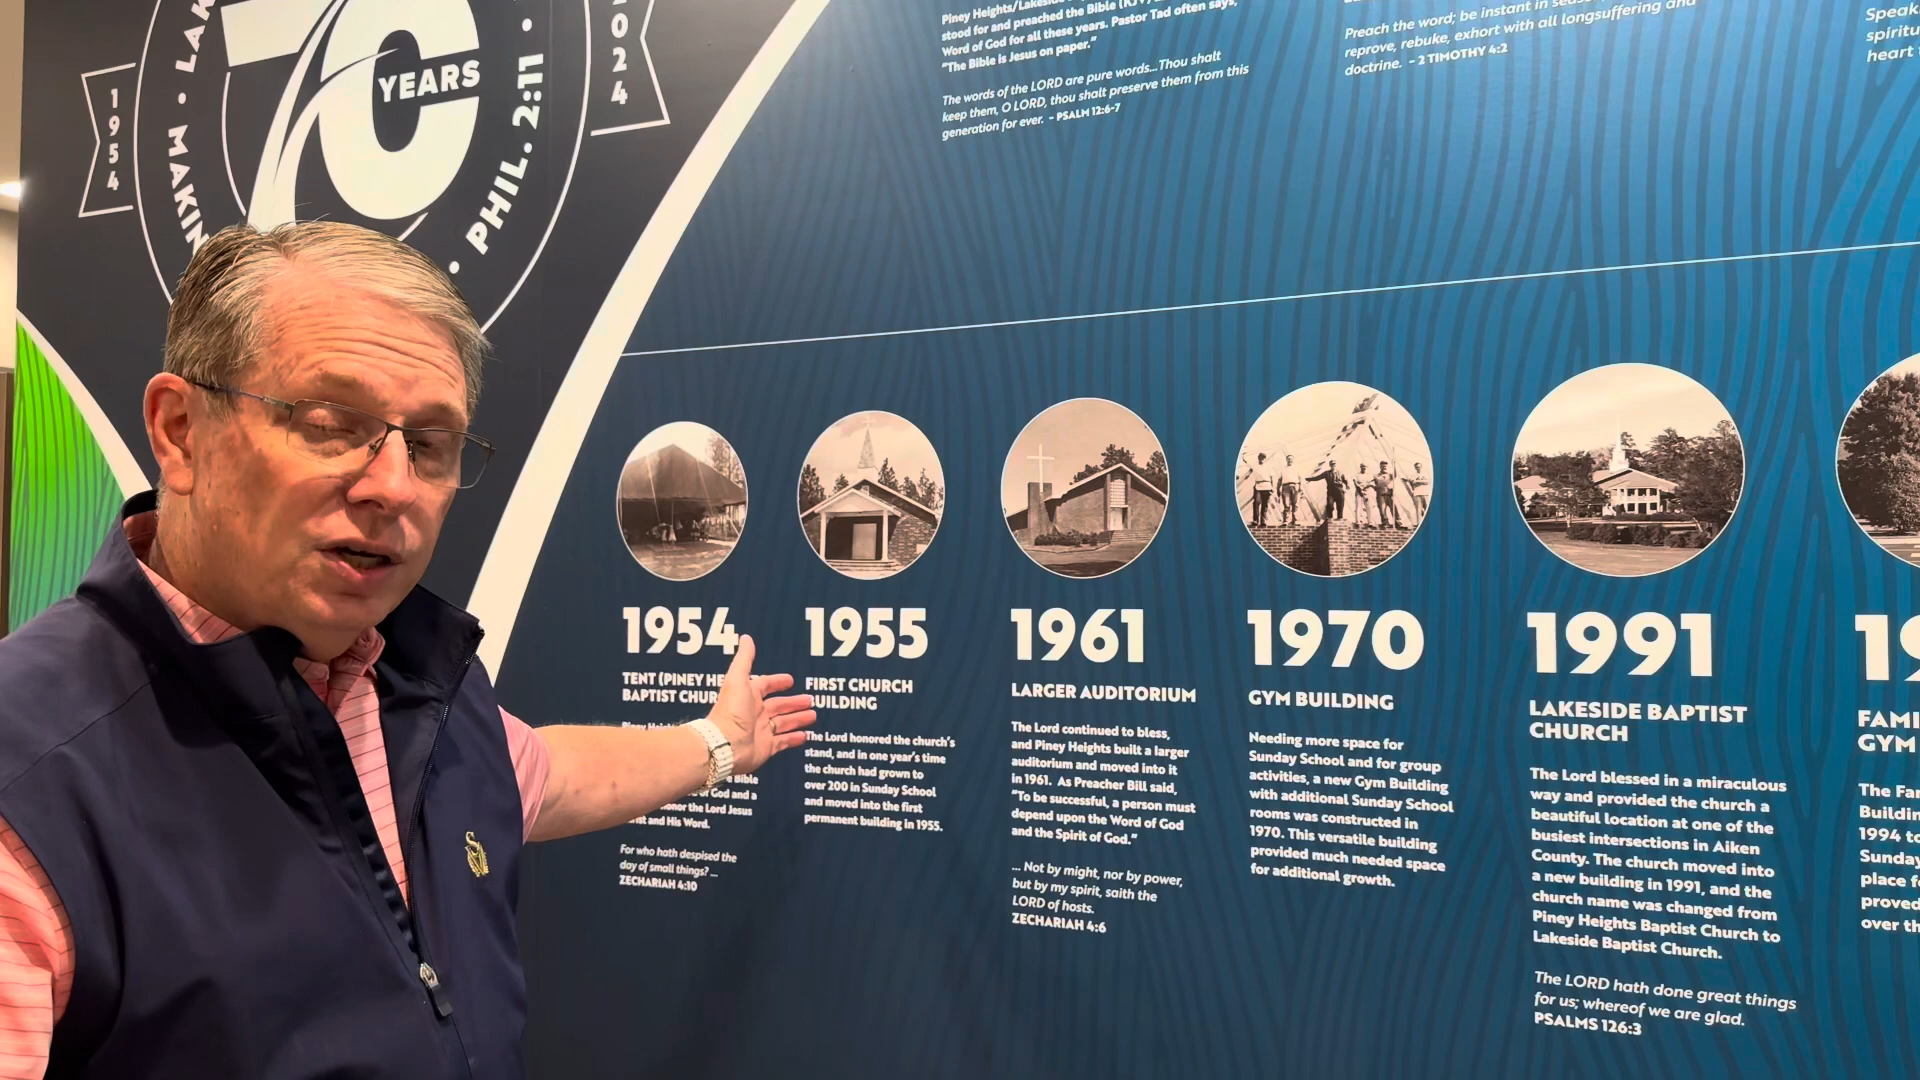 1954
LAK
70
YEARS
2024
MAKIN
PHIL. 2:11
Piney Heights/Lakeside
stood for and preached the Bible (KJV)
Word of God for all these years. Pastor Tad often says,
"The Bible is Jesus on paper."
The words of the LORD are pure words...Thou shalt
keep them, O LORD, thou shalt preserve them from this
generation for ever. - PSALM 12:6-7
Preach the word; be instant in
reprove, rebuke, exhort with all longsuffering and
doctrine. - 2 TIMOTHY 4:2
Speak
spiritu
heart
1954
TENT (PINEY HE
BAPTIST CHUR
Bible
of God and a
onor the Lord Jesus
and His Word.
For who hath despised the
day of small things? ...
ZECHARIAH 4:10
1955
FIRST CHURCH
BUILDING
The Lord honored the church's
stand, and in one year's time
the church had grown to
over 200 in Sunday School
and moved into the first
permanent building in 1955.
1961
LARGER AUDITORIUM
The Lord continued to bless,
and Piney Heights built a larger
auditorium and moved into it
in 1961. As Preacher Bill said,
"To be successful, a person must
depend upon the Word of God
and the Spirit of God."
... Not by might, nor by power,
but by my spirit, saith the
LORD of hosts.
ZECHARIAH 4:6
1970
GYM BUILDING
Needing more space for
Sunday School and for group
activities, a new Gym Building
with additional Sunday School
rooms was constructed in
1970. This versatile building
provided much needed space
for additional growth.
1991
LAKESIDE BAPTIST
CHURCH
The Lord blessed in a miraculous
way and provided the church a
beautiful location at one of the
busiest intersections in Aiken
County. The church moved into
a new building in 1991, and the
church name was changed from
Piney Heights Baptist Church to
Lakeside Baptist Church.
The LORD hath done great things
for us; whereof we are glad.
PSALMS 126:3
19
FAMI
GYM
The Fam
Buildin
1994 to
Sunday
place f
proved
over th